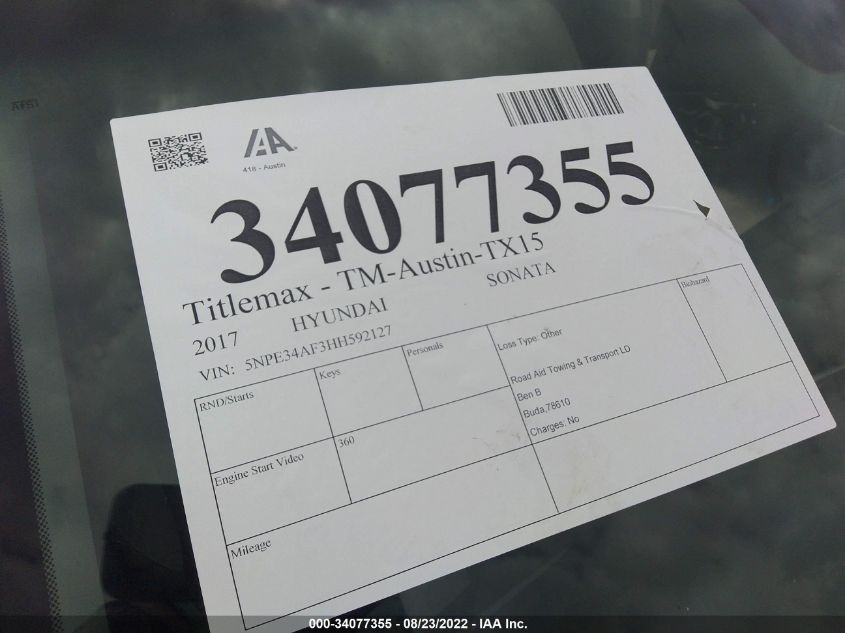 IAA
418 - Austin
34077355
Titlemax - TM-Austin-TX15
2017 HYUNDAI SONATA
VIN: 5NPE34AF3HH592127
RND/Starts
Keys
Personals
Loss Type: Other
Biohazard
Road Aid Towing & Transport LD
Ben B
Buda,78610
Charges: No
Engine Start Video
360
Mileage
000-34077355 - 08/23/2022 - IAA Inc.